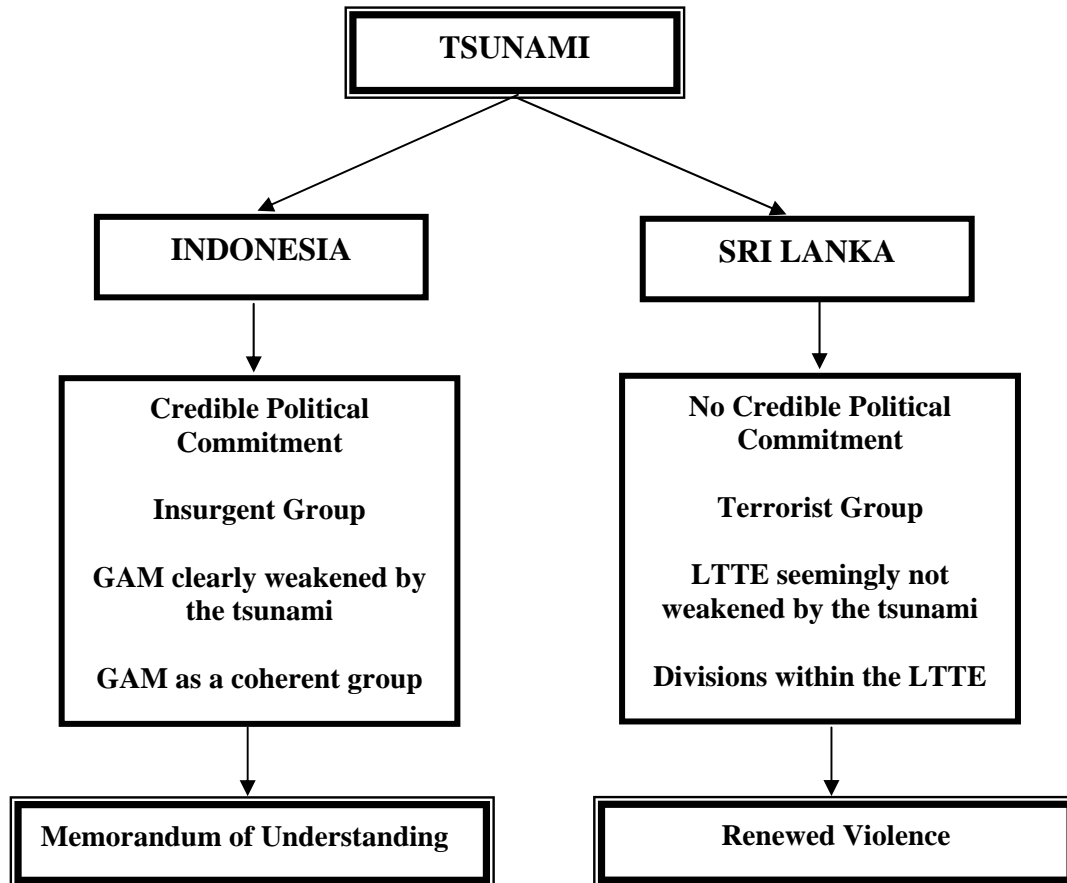 TSUNAMI
INDONESIA
SRI LANKA
Credible Political
Commitment
Insurgent Group
GAM clearly weakened by
the tsunami
GAM as a coherent group
No Credible Political
Commitment
Terrorist Group
LTTE seemingly not
weakened by the tsunami
Divisions within the LTTE
Memorandum of Understanding
Renewed Violence